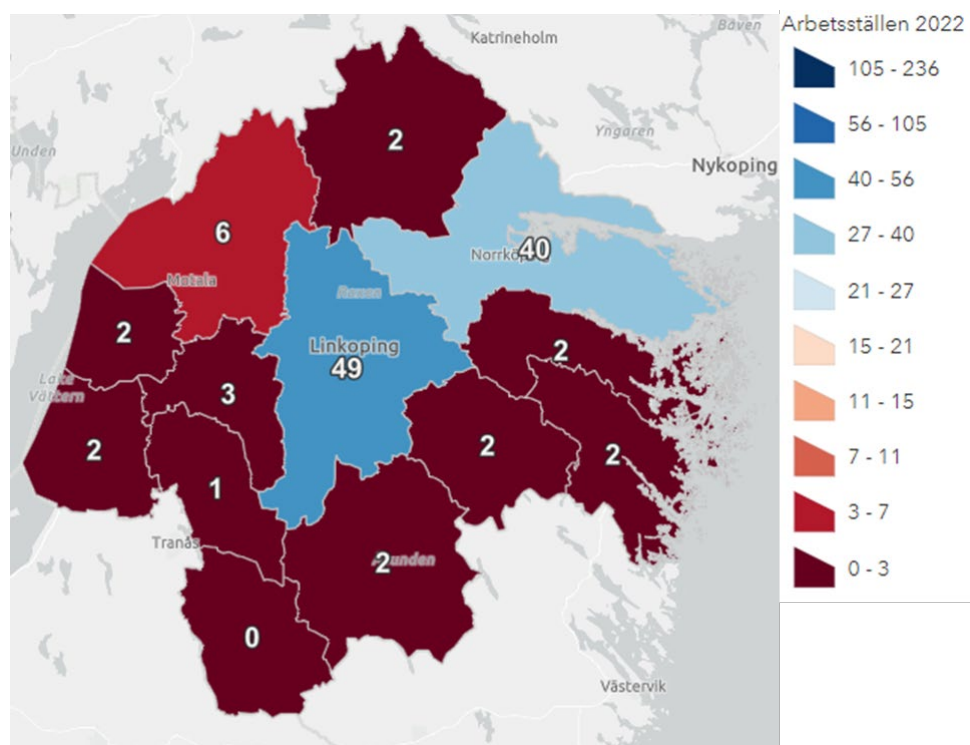 Båven
Arbetsställen 2022
Katrineholm
105 - 236
56 - 105
Yngaren
2
Unden
Nykoping
40 - 56
6
27 - 40
40
Motala
Roxen
21 - 27
2
Linkoping
49
15 - 21
2
Lake
Vättern
3
11 - 15
2
2
2
7 - 11
1
3 - 7
Tranås
2
0 - 3
0
Västervik